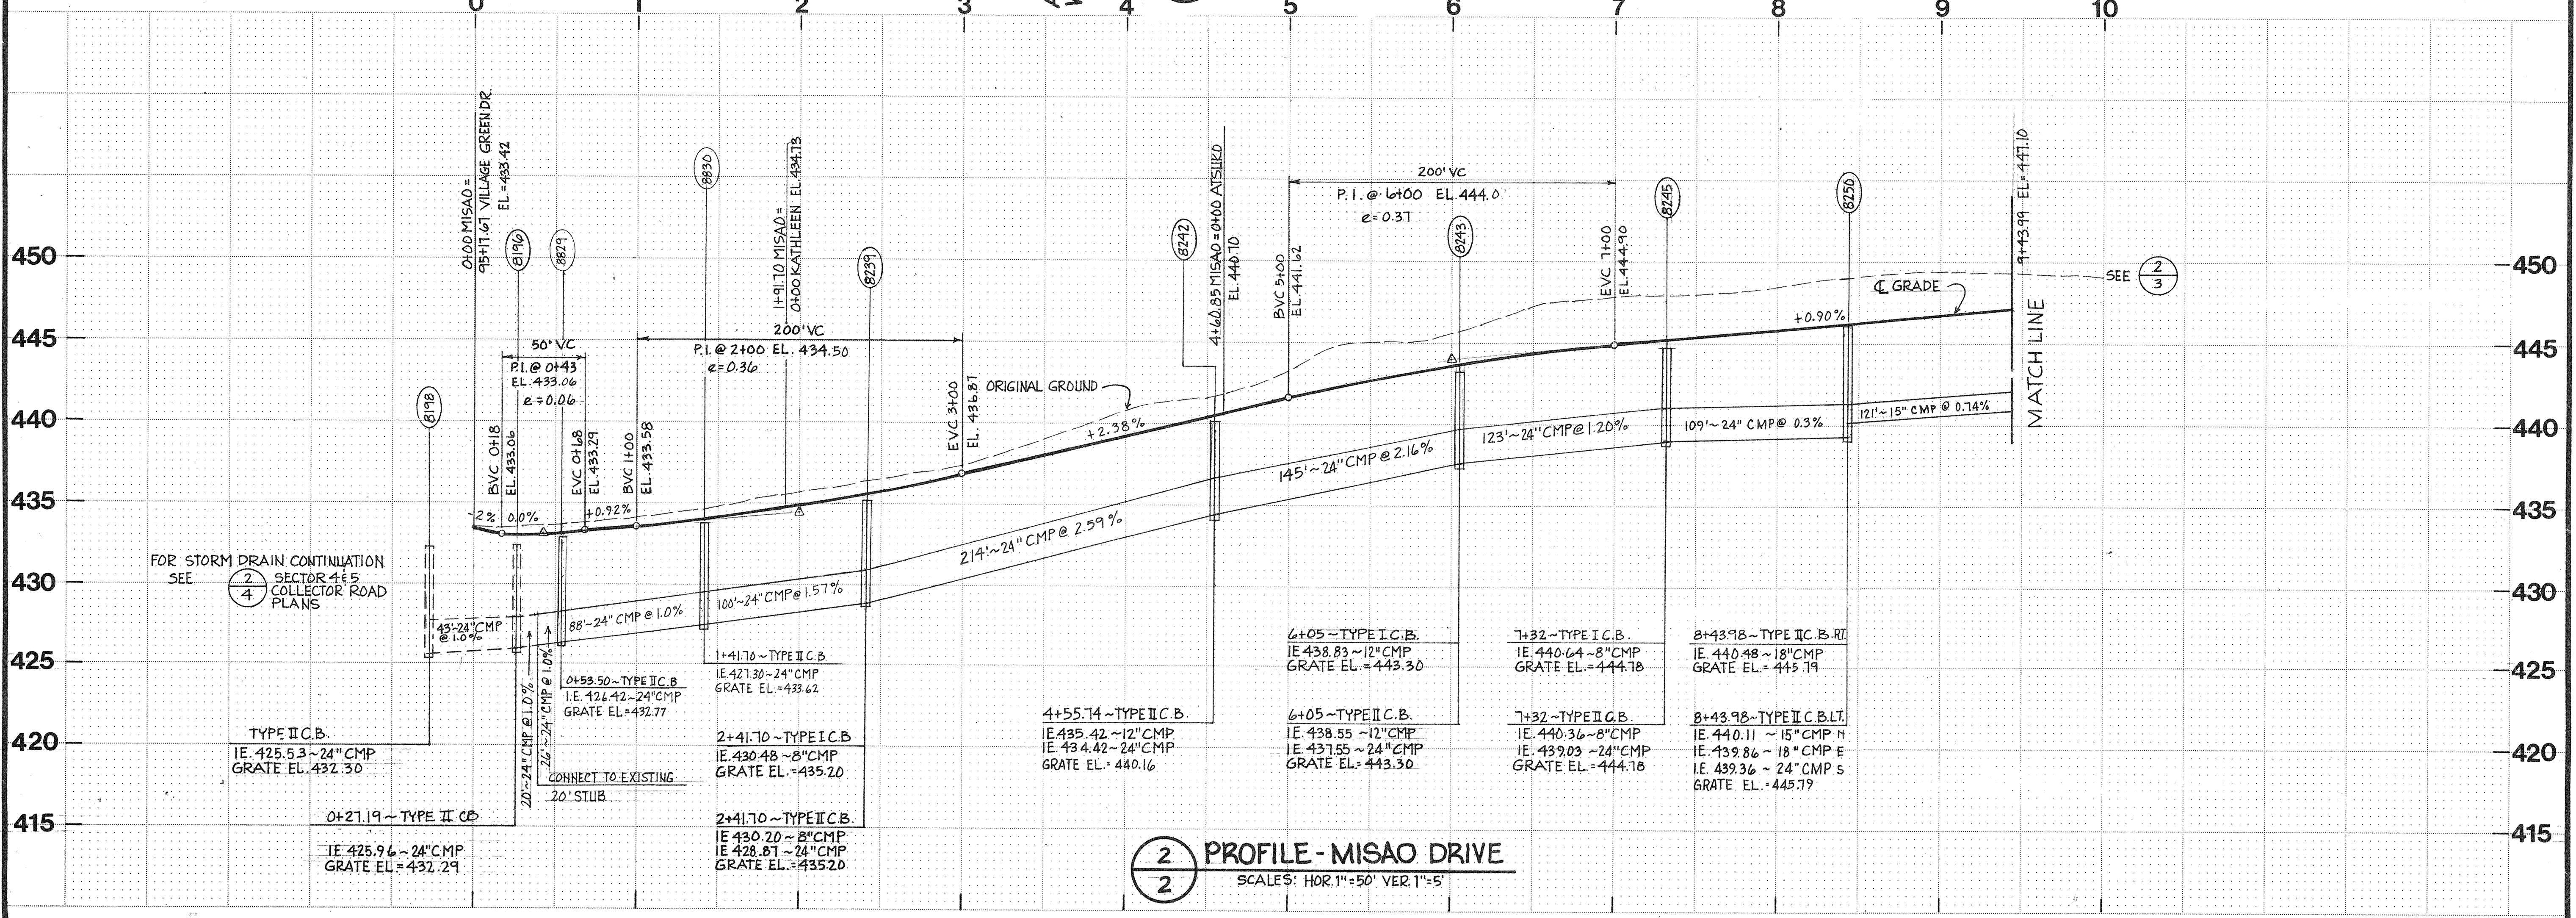 0 1 2 3 4 5 6 7 8 9 10
0+00 MISAO =
95+17.67 VILLAGE GREEN DR.
EL.=433.42
8196
8829
8830
1+91.70 MISAO =
0+00 KATHLEEN EL.434.73
8239
8242
4+60.85 MISAO = 0+00 ATSUKO
EL.440.70
BVC 5+00
EL.441.62
200' VC
P.I. @ 6+00 EL.444.0
e=0.37
8243
EVC 7+00
EL.444.90
8245
8250
9+43.99 EL=447.10
MATCH LINE
SEE 2
3
℄ GRADE
+0.90%
450
445
440
435
430
425
420
415
450
445
440
435
430
425
420
415
50' VC
P.I.@ 0+43
EL.433.06
e=0.06
200' VC
P.I.@ 2+00 EL. 434.50
e=0.36
8198
BVC 0+18
EL.433.06
EVC 0+68
EL.433.29
BVC 1+00
EL.433.58
EVC 3+00
EL. 436.87
ORIGINAL GROUND
-2% 0.0% +0.92%
+2.38%
FOR STORM DRAIN CONTINUATION
SEE 2
4
SECTOR 4&5
COLLECTOR ROAD
PLANS
43'~24"CMP
@ 1.0%
88'~24" CMP @ 1.0%
100'~24"CMP@ 1.57%
214'~24" CMP @ 2.59%
145'~24"CMP @ 2.16%
123'~24"CMP@1.20%
109'~24" CMP@ 0.3%
121'~15" CMP @ 0.74%
20'~24"CMP @ 1.0%
26'~24"CMP @ 1.0%
CONNECT TO EXISTING
20' STUB
TYPE II C.B.
IE.425.53~24"CMP
GRATE EL.432.30
0+27.19~TYPE II CB
IE 425.96~24"CMP
GRATE EL.=432.29
0+53.50~TYPE II C.B
I.E. 426.42~24"CMP
GRATE EL.=432.77
1+41.70~TYPE II C.B.
I.E.427.30~24"CMP
GRATE EL=433.62
2+41.70~TYPE I C.B
IE 430.48~8"CMP
GRATE EL.=435.20
2+41.70~TYPE II C.B.
IE 430.20~8"CMP
IE 428.87~24"CMP
GRATE EL.=435.20
4+55.74~TYPE II C.B.
IE.435.42~12"CMP
IE.434.42~24"CMP
GRATE EL.=440.16
6+05~TYPE I C.B.
IE 438.83~12"CMP
GRATE EL.=443.30
6+05~TYPE II C.B.
IE 438.55~12"CMP
IE.437.55~24"CMP
GRATE EL.=443.30
7+32~TYPE I C.B.
IE.440.64~8"CMP
GRATE EL.=444.78
7+32~TYPE II C.B.
IE.440.36~8"CMP
IE.439.03~24"CMP
GRATE EL.=444.78
8+43.98~TYPE II C.B.RT.
IE. 440.48~18"CMP
GRATE EL.=445.79
8+43.98~TYPE II C.B.LT.
IE. 440.11 ~ 15"CMP N
IE.439.86~18"CMP E
I.E. 439.36 ~ 24"CMP S
GRATE EL.=445.79
2
2
PROFILE-MISAO DRIVE
SCALES: HOR.1"=50' VER.1"=5'